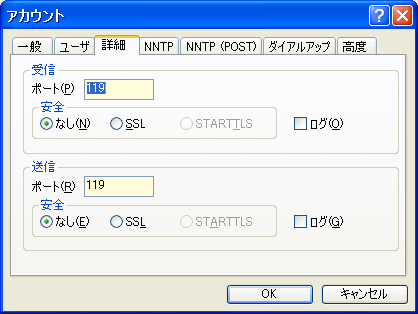 アカウント
一般 ユーザ 詳細 NNTP NNTP (POST) ダイアルアップ 高度
受信
ポート(P) 119
安全
なし(N) SSL STARTTLS ログ(O)
送信
ポート(R) 119
安全
なし(E) SSL STARTTLS ログ(G)
OK キャンセル